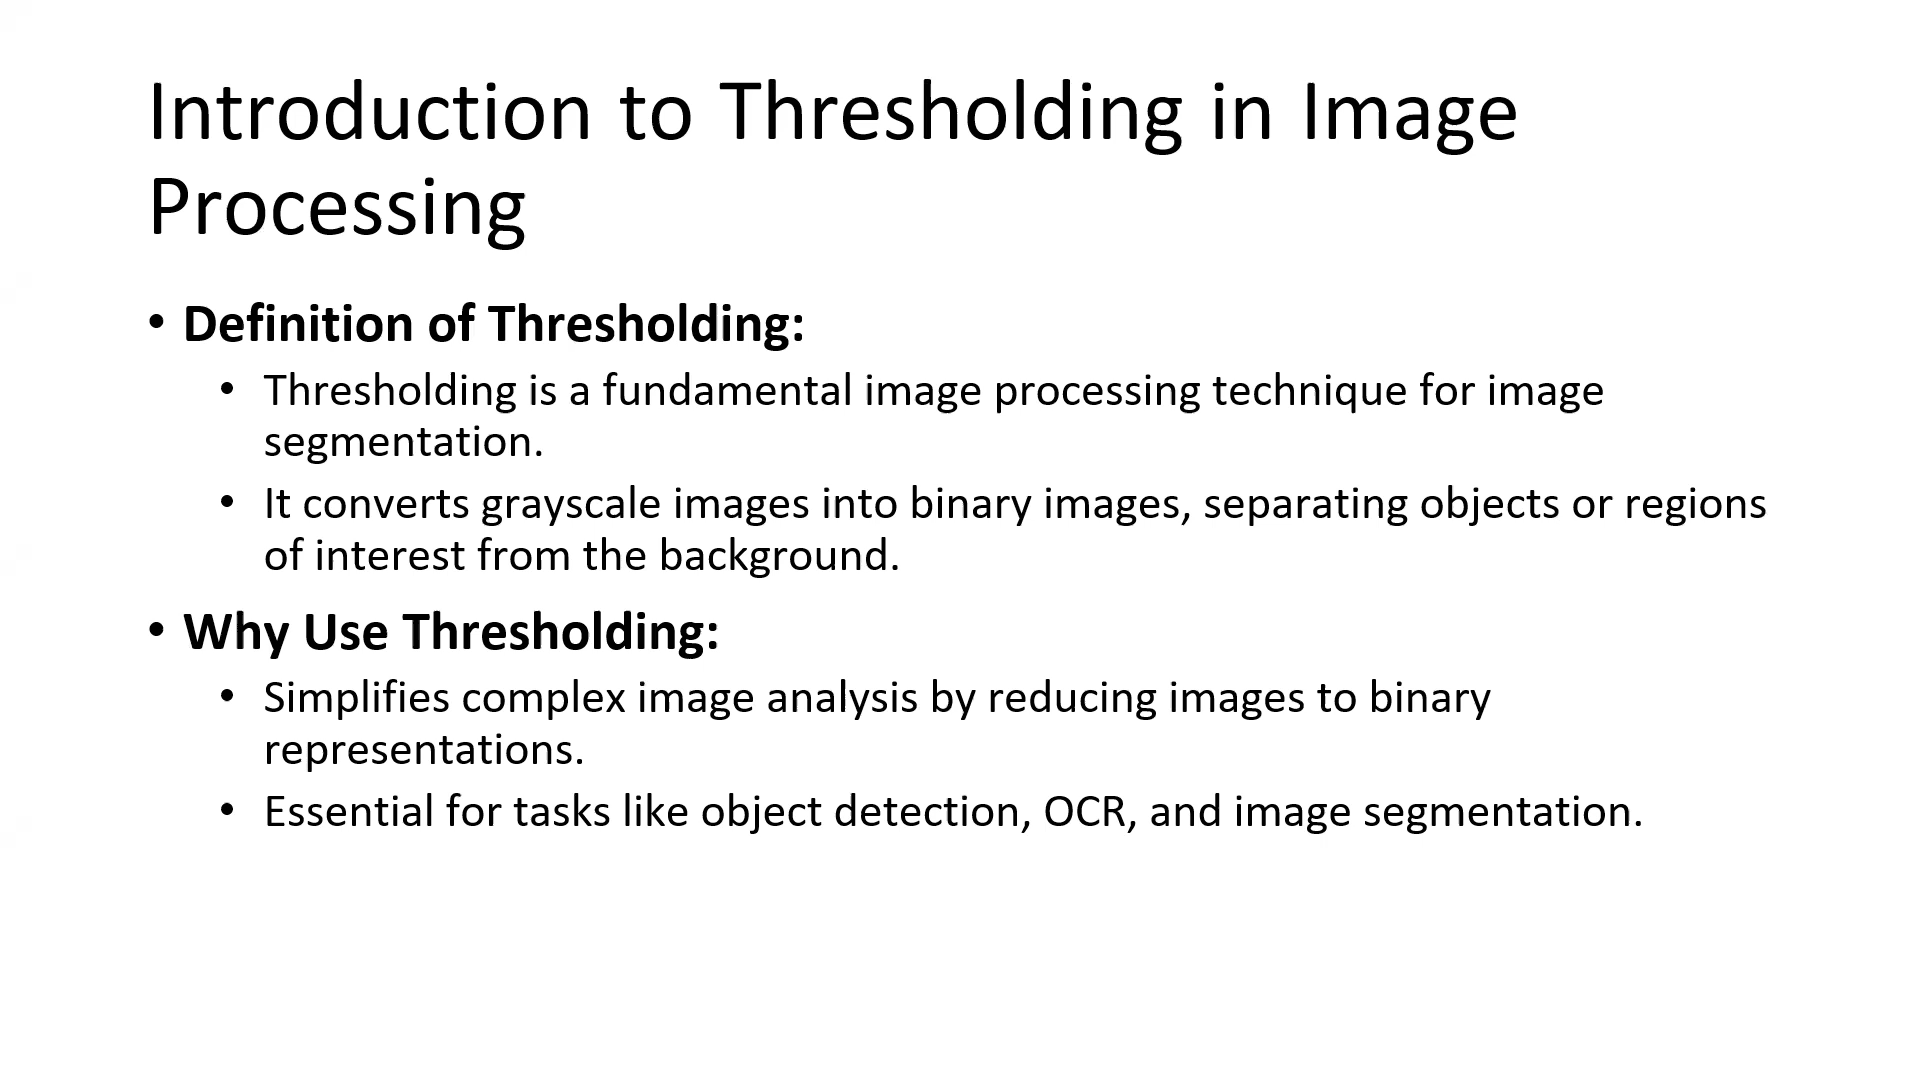 Introduction to Thresholding in Image
Processing
• Definition of Thresholding:
• Thresholding is a fundamental image processing technique for image
segmentation.
• It converts grayscale images into binary images, separating objects or regions
of interest from the background.
• Why Use Thresholding:
• Simplifies complex image analysis by reducing images to binary
representations.
• Essential for tasks like object detection, OCR, and image segmentation.